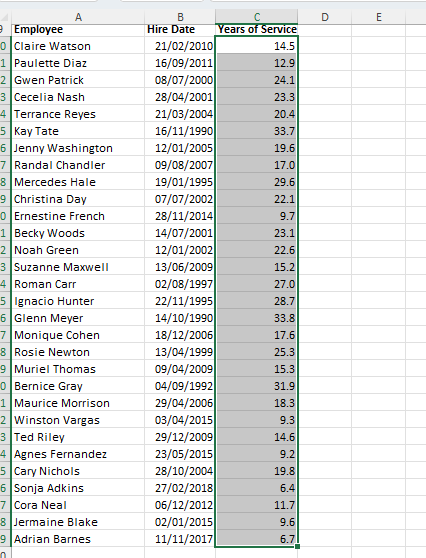 A B C D E
9 Employee Hire Date Years of Service
0 Claire Watson 21/02/2010 14.5
1 Paulette Diaz 16/09/2011 12.9
2 Gwen Patrick 08/07/2000 24.1
3 Cecelia Nash 28/04/2001 23.3
4 Terrance Reyes 21/03/2004 20.4
5 Kay Tate 16/11/1990 33.7
6 Jenny Washington 12/01/2005 19.6
7 Randal Chandler 09/08/2007 17.0
8 Mercedes Hale 19/01/1995 29.6
9 Christina Day 07/07/2002 22.1
0 Ernestine French 28/11/2014 9.7
1 Becky Woods 14/07/2001 23.1
2 Noah Green 12/01/2002 22.6
3 Suzanne Maxwell 13/06/2009 15.2
4 Roman Carr 02/08/1997 27.0
5 Ignacio Hunter 22/11/1995 28.7
6 Glenn Meyer 14/10/1990 33.8
7 Monique Cohen 18/12/2006 17.6
8 Rosie Newton 13/04/1999 25.3
9 Muriel Thomas 09/04/2009 15.3
0 Bernice Gray 04/09/1992 31.9
1 Maurice Morrison 29/04/2006 18.3
2 Winston Vargas 03/04/2015 9.3
3 Ted Riley 29/12/2009 14.6
4 Agnes Fernandez 23/05/2015 9.2
5 Cary Nichols 28/10/2004 19.8
6 Sonja Adkins 27/02/2018 6.4
7 Cora Neal 06/12/2012 11.7
8 Jermaine Blake 02/01/2015 9.6
9 Adrian Barnes 11/11/2017 6.7
0